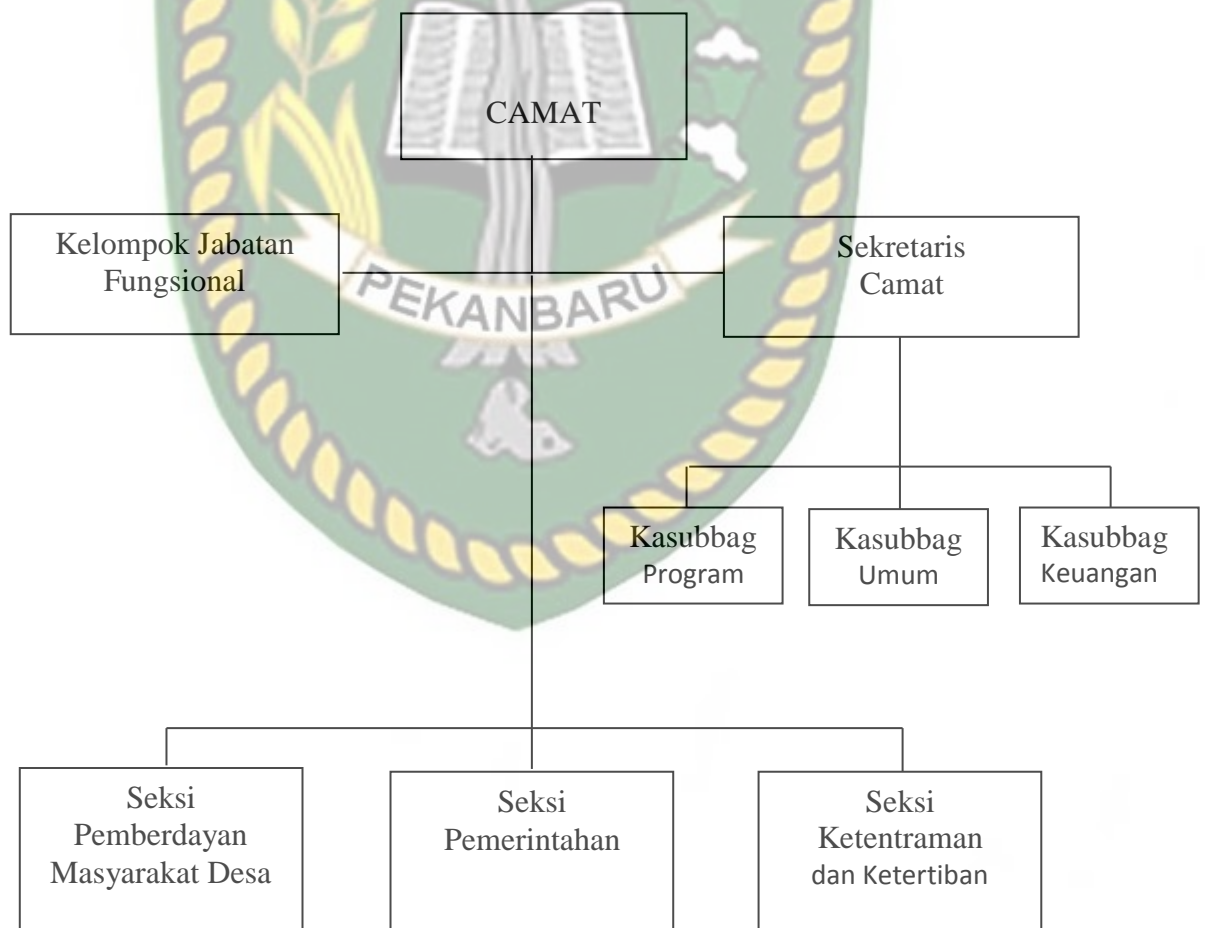 CAMAT
Kelompok Jabatan
Fungsional
Sekretaris
Camat
PEKANBARU
Kasubbag
Program
Kasubbag
Umum
Kasubbag
Keuangan
Seksi
Pemberdayan
Masyarakat Desa
Seksi
Pemerintahan
Seksi
Ketentraman
dan Ketertiban